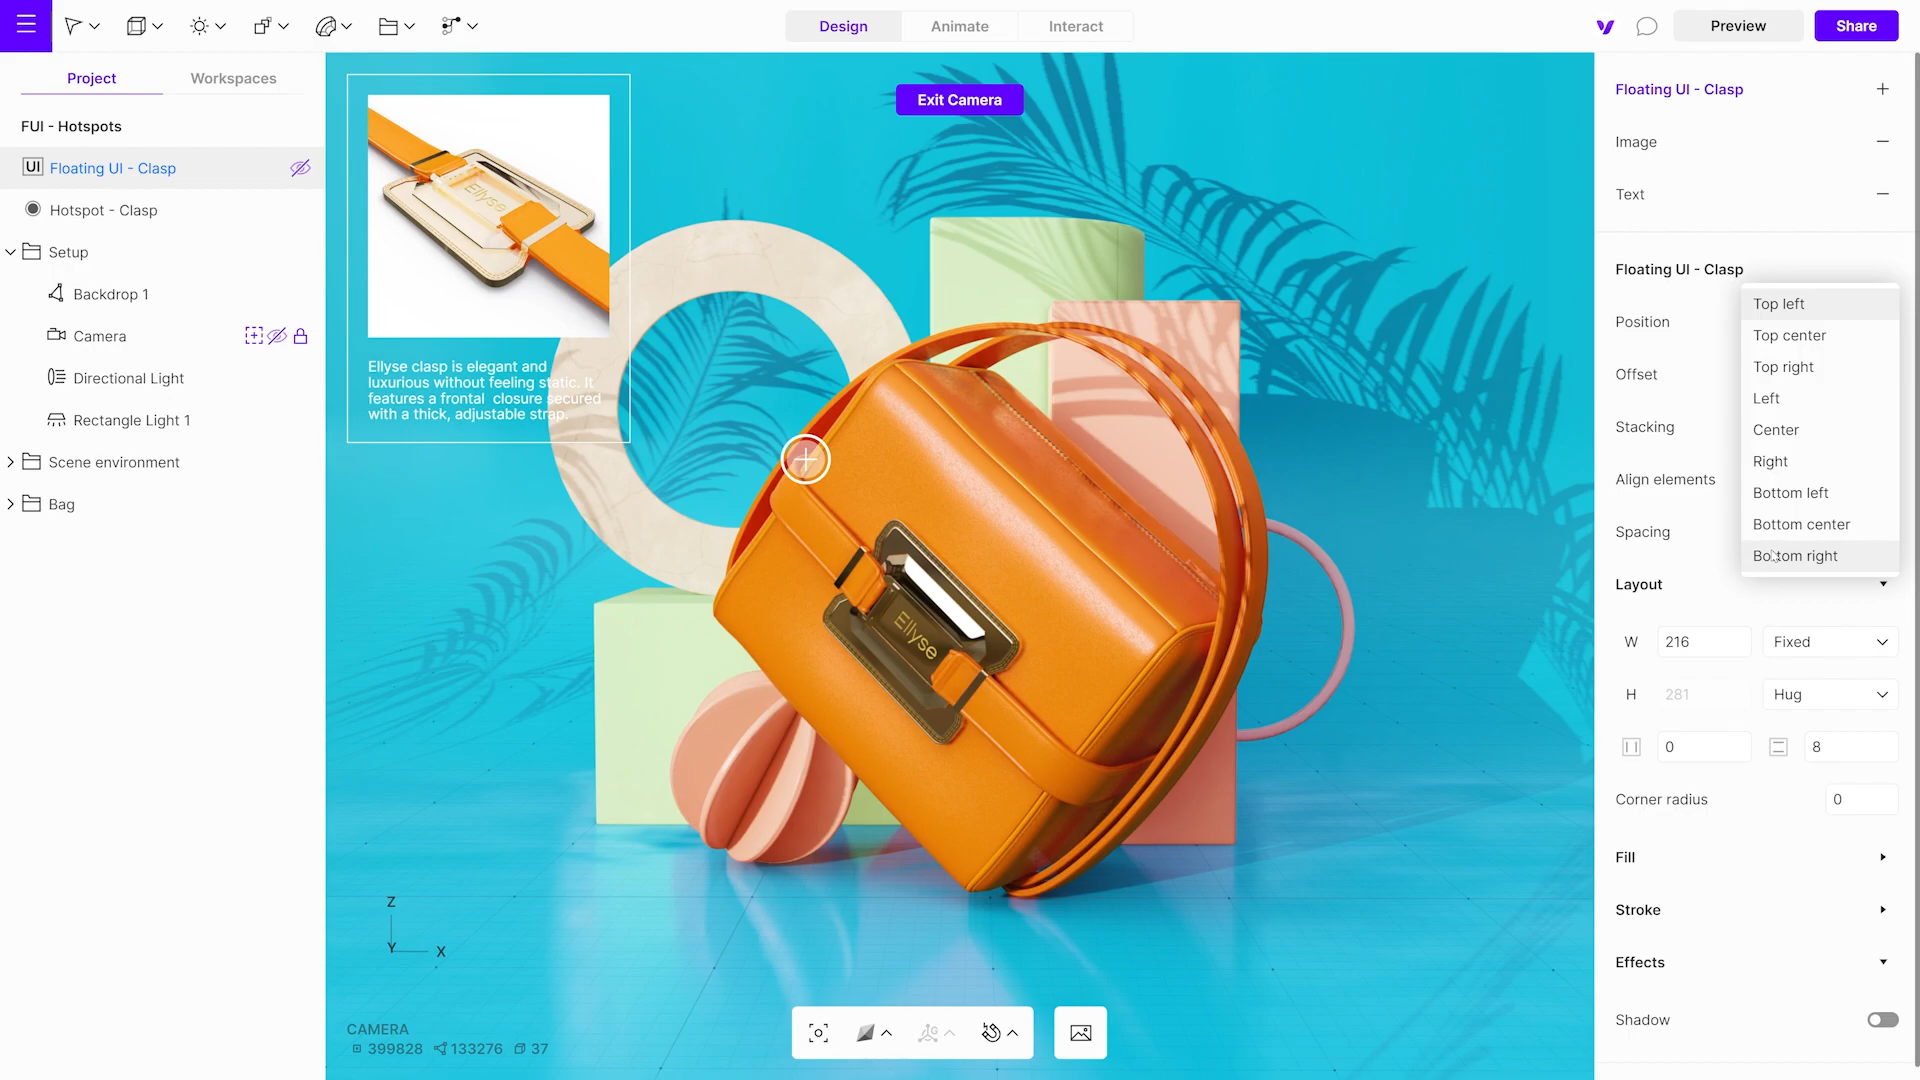 Design
Animate
Interact
Preview
Share
Project
Workspaces
FUI - Hotspots
UI Floating UI - Clasp
Hotspot - Clasp
Setup
Backdrop 1
Camera
Directional Light
Rectangle Light 1
Scene environment
Bag
Exit Camera
Ellyse
Ellyse clasp is elegant and
luxurious without feeling static. It
features a frontal closure secured
with a thick, adjustable strap.
Ellyse
Z
Y
X
CAMERA
399828 133276 37
Floating UI - Clasp
Image
Text
Floating UI - Clasp
Position
Offset
Stacking
Align elements
Spacing
Top left
Top center
Top right
Left
Center
Right
Bottom left
Bottom center
Bottom right
Layout
W 216 Fixed
H 281 Hug
0 8
Corner radius 0
Fill
Stroke
Effects
Shadow